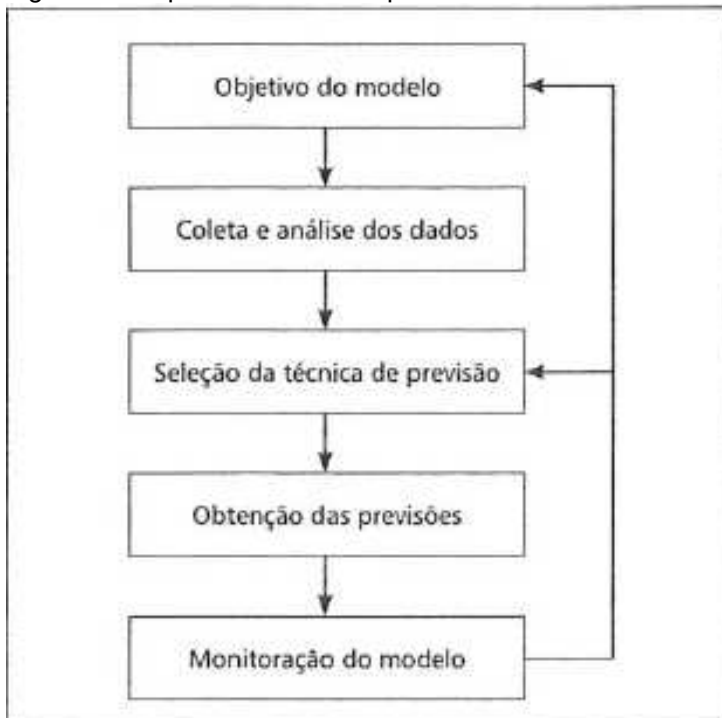 Objetivo do modelo
Coleta e análise dos dados
Seleção da técnica de previsão
Obtenção das previsões
Monitoração do modelo